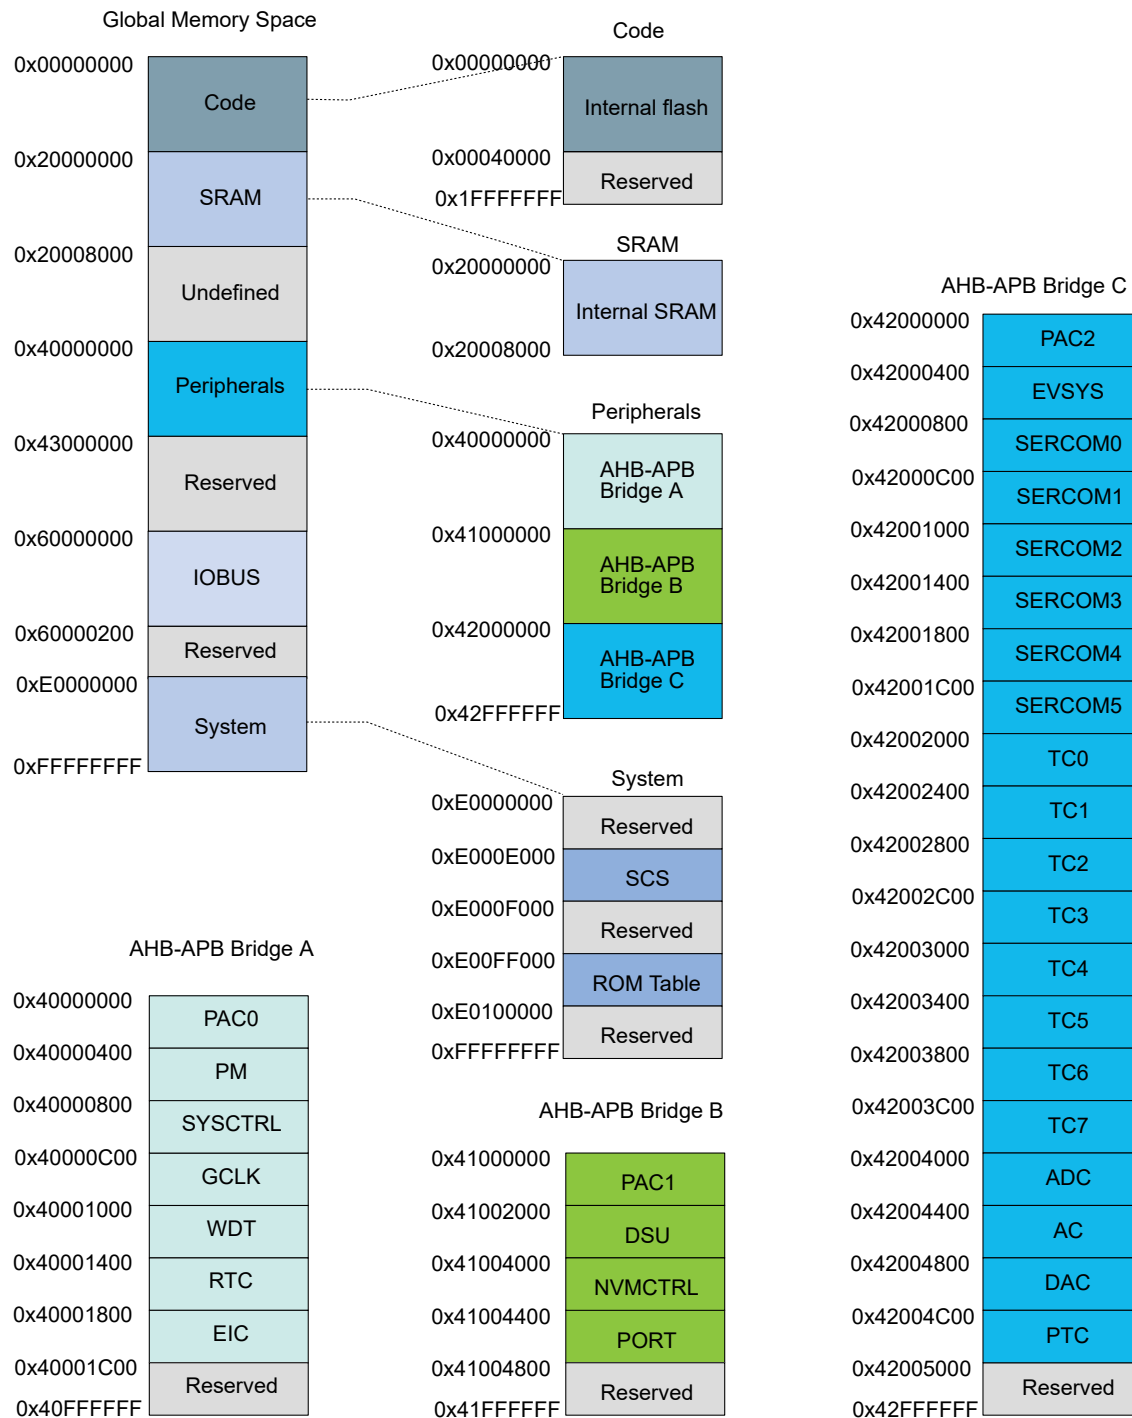 Global Memory Space
0x00000000
Code
0x20000000
SRAM
0x20008000
Undefined
0x40000000
Peripherals
0x43000000
Reserved
0x60000000
IOBUS
0x60000200
Reserved
0xE0000000
System
0xFFFFFFFF
Code
0x00000000
Internal flash
0x00040000
Reserved
0x1FFFFFFF
SRAM
0x20000000
Internal SRAM
0x20008000
Peripherals
0x40000000
AHB-APB
Bridge A
0x41000000
AHB-APB
Bridge B
0x42000000
AHB-APB
Bridge C
0x42FFFFFF
System
0xE0000000
Reserved
0xE000E000
SCS
0xE000F000
Reserved
0xE00FF000
ROM Table
0xE0100000
Reserved
0xFFFFFFFF
AHB-APB Bridge A
0x40000000
PAC0
0x40000400
PM
0x40000800
SYSCTRL
0x40000C00
GCLK
0x40001000
WDT
0x40001400
RTC
0x40001800
EIC
0x40001C00
Reserved
0x40FFFFFF
AHB-APB Bridge B
0x41000000
PAC1
0x41002000
DSU
0x41004000
NVMCTRL
0x41004400
PORT
0x41004800
Reserved
0x41FFFFFF
AHB-APB Bridge C
0x42000000
PAC2
0x42000400
EVSYS
0x42000800
SERCOM0
0x42000C00
SERCOM1
0x42001000
SERCOM2
0x42001400
SERCOM3
0x42001800
SERCOM4
0x42001C00
SERCOM5
0x42002000
TC0
0x42002400
TC1
0x42002800
TC2
0x42002C00
TC3
0x42003000
TC4
0x42003400
TC5
0x42003800
TC6
0x42003C00
TC7
0x42004000
ADC
0x42004400
AC
0x42004800
DAC
0x42004C00
PTC
0x42005000
Reserved
0x42FFFFFF